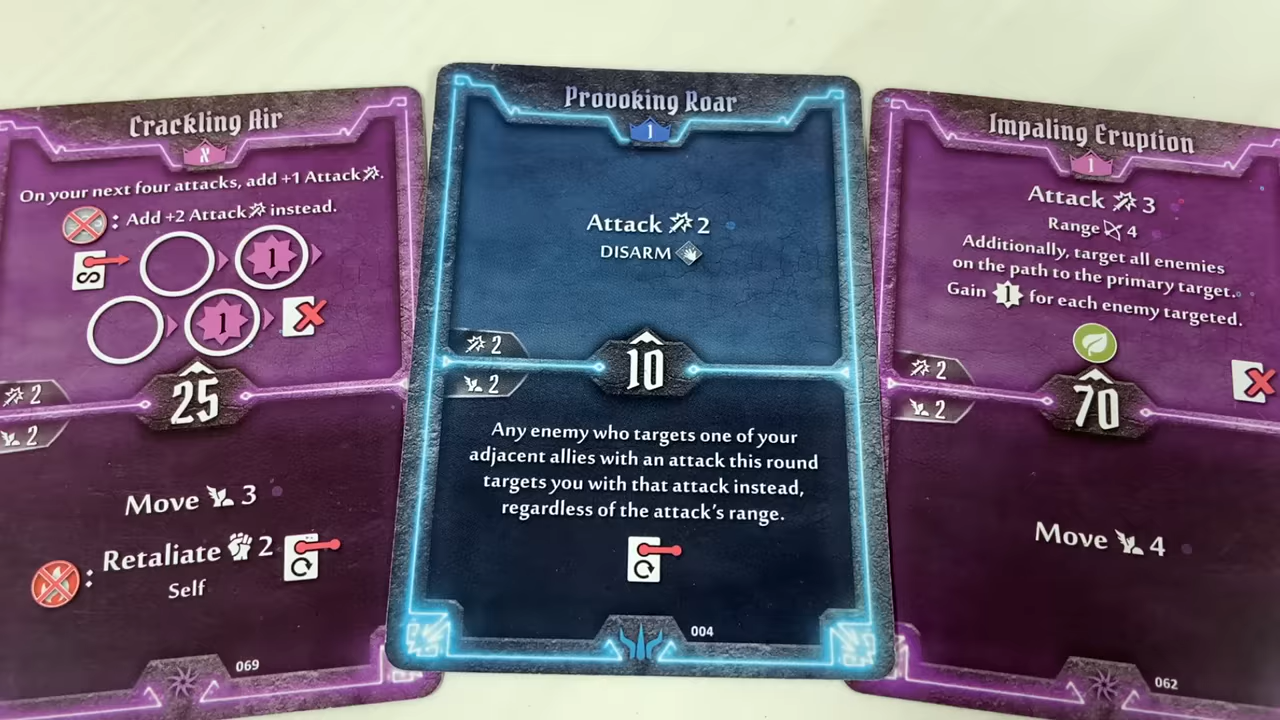 Crackling Air
X
On your next four attacks, add +1 Attack.
: Add +2 Attack instead.
S
1
1
2
25
2
Move 3
: Retaliate 2
Self
069
Provoking Roar
1
Attack 2
DISARM
2
10
2
Any enemy who targets one of your
adjacent allies with an attack this round
targets you with that attack instead,
regardless of the attack's range.
004
Impaling Eruption
1
Attack 3
Range 4
Additionally, target all enemies
on the path to the primary target.
Gain 1 for each enemy targeted.
2
70
2
Move 4
062